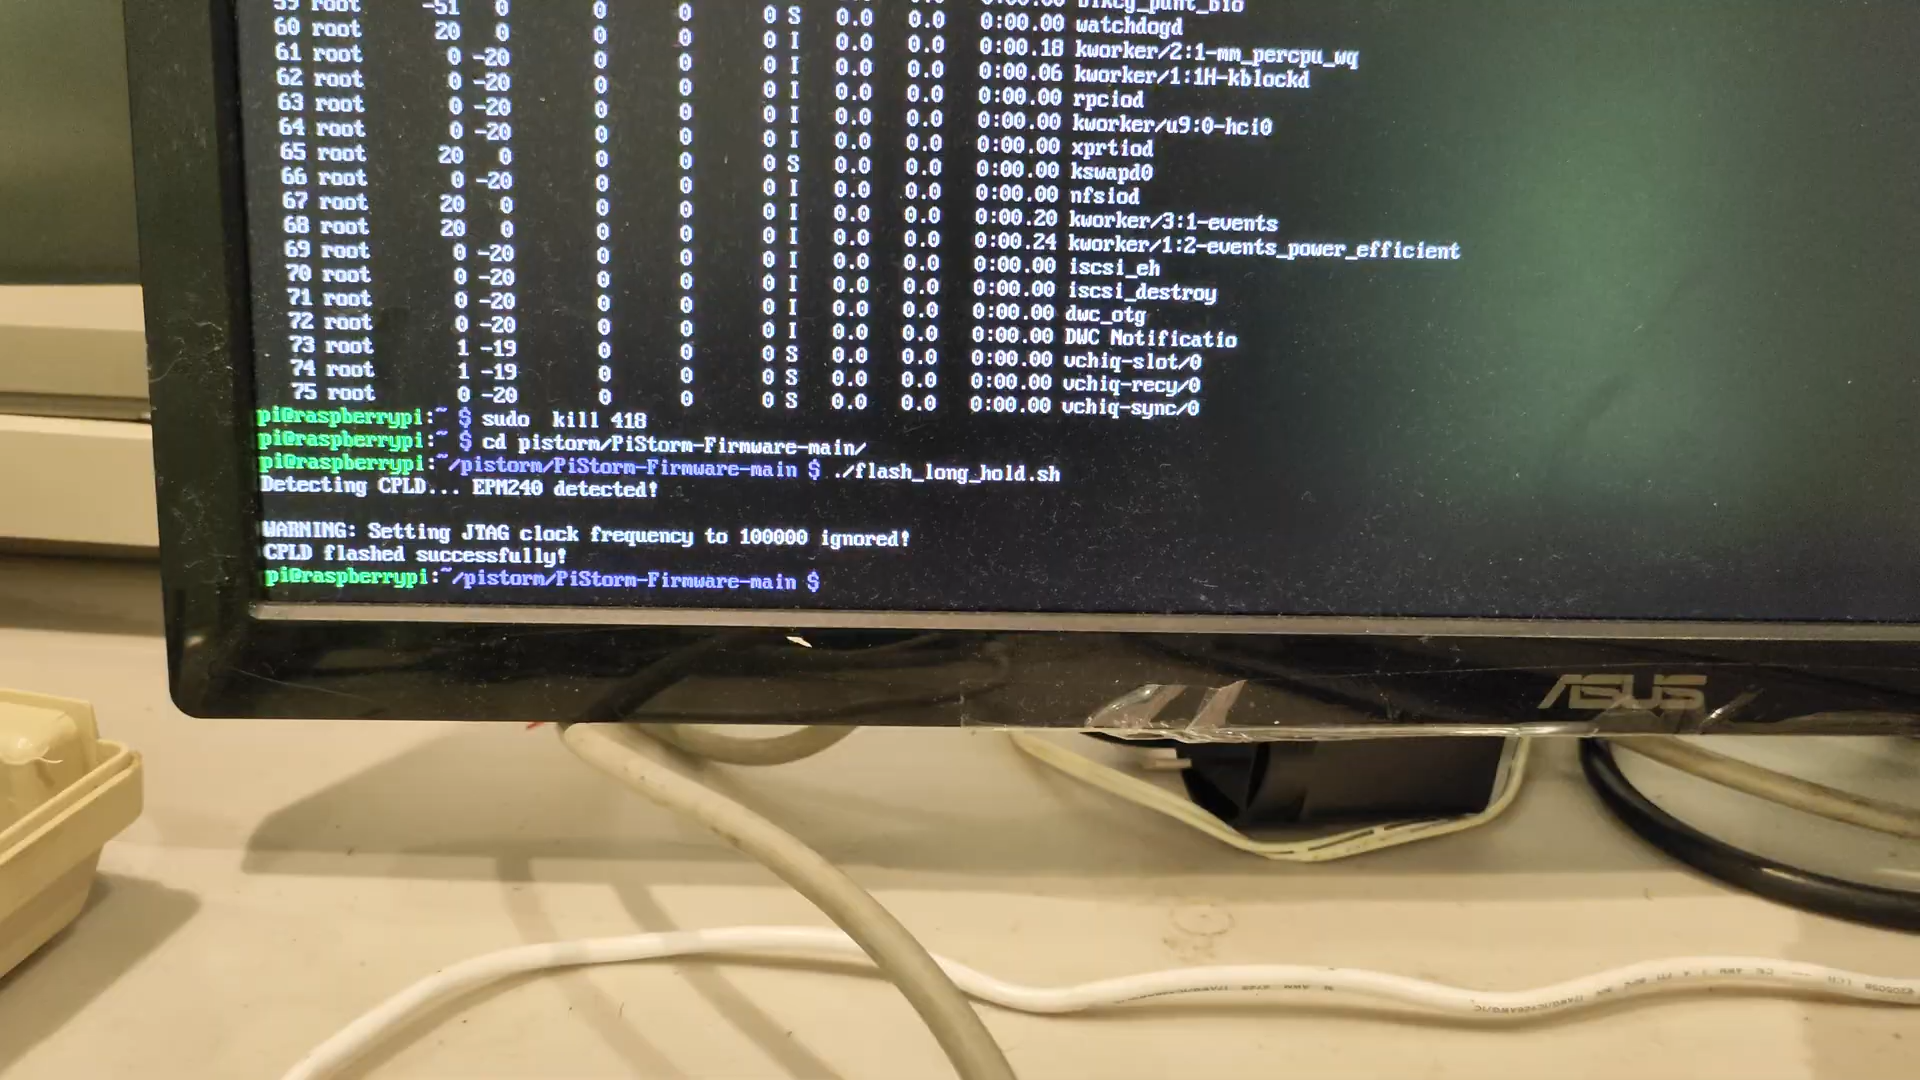 59 root -51 0 0 0 0 S 0.0 0.0 0:00.00 blkcg_punt_bio
60 root 20 0 0 0 0 S 0.0 0.0 0:00.00 watchdogd
61 root 0 -20 0 0 0 I 0.0 0.0 0:00.18 kworker/2:1-mm_percpu_wq
62 root 0 -20 0 0 0 I 0.0 0.0 0:00.06 kworker/1:1H-kblockd
63 root 0 -20 0 0 0 I 0.0 0.0 0:00.00 rpciod
64 root 0 -20 0 0 0 I 0.0 0.0 0:00.00 kworker/u9:0-hci0
65 root 20 0 0 0 0 I 0.0 0.0 0:00.00 xprtiod
66 root 0 -20 0 0 0 S 0.0 0.0 0:00.00 kswapd0
67 root 20 0 0 0 0 I 0.0 0.0 0:00.00 nfsiod
68 root 20 0 0 0 0 I 0.0 0.0 0:00.20 kworker/3:1-events
69 root 0 -20 0 0 0 I 0.0 0.0 0:00.24 kworker/1:2-events_power_efficient
70 root 0 -20 0 0 0 I 0.0 0.0 0:00.00 iscsi_eh
71 root 0 -20 0 0 0 I 0.0 0.0 0:00.00 iscsi_destroy
72 root 0 -20 0 0 0 I 0.0 0.0 0:00.00 dwc_otg
73 root 1 -19 0 0 0 I 0.0 0.0 0:00.00 DWC Notificatio
74 root 1 -19 0 0 0 S 0.0 0.0 0:00.00 vchiq-slot/0
75 root 0 -20 0 0 0 S 0.0 0.0 0:00.00 vchiq-recy/0
0 S 0.0 0.0 0:00.00 vchiq-sync/0
pi@raspberrypi:~ $ sudo  kill 418
pi@raspberrypi:~ $ cd pistorm/PiStorm-Firmware-main/
pi@raspberrypi:~/pistorm/PiStorm-Firmware-main $ ./flash_long_hold.sh
Detecting CPLD... EPM240 detected!
WARNING: Setting JTAG clock frequency to 100000 ignored!
CPLD flashed successfully!
pi@raspberrypi:~/pistorm/PiStorm-Firmware-main $
ASUS